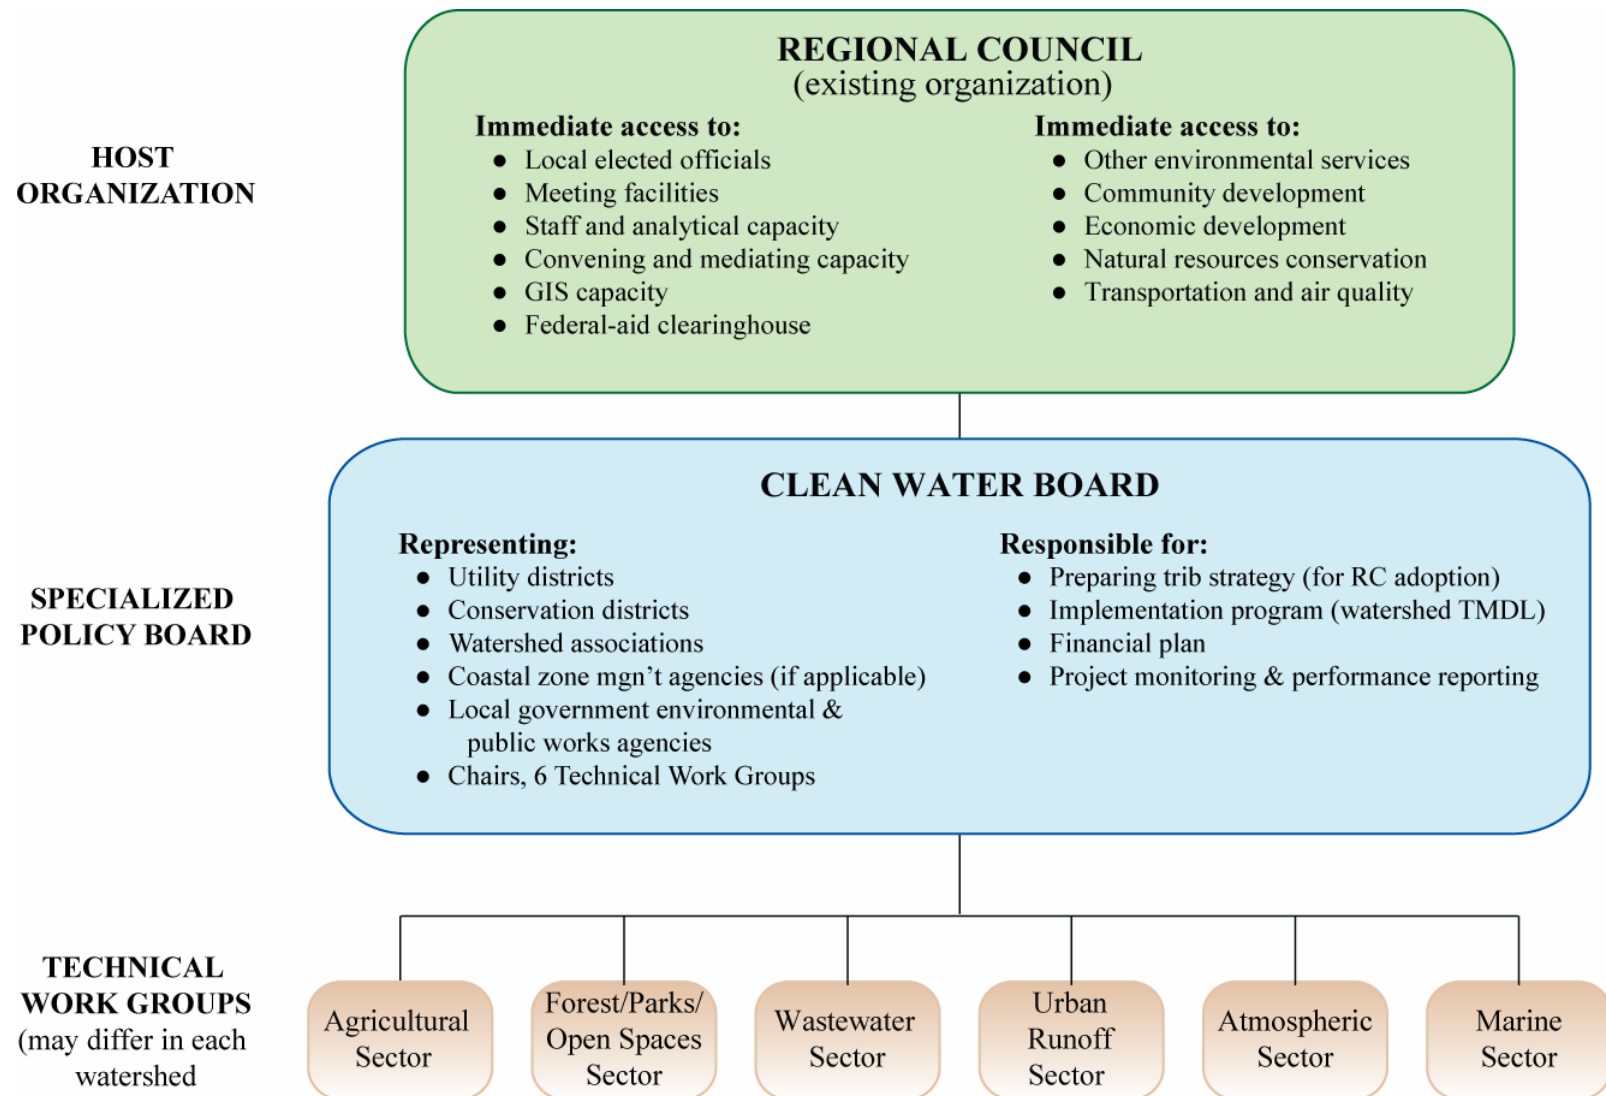 REGIONAL COUNCIL
(existing organization)
HOST
ORGANIZATION
Immediate access to:
● Local elected officials
● Meeting facilities
● Staff and analytical capacity
● Convening and mediating capacity
● GIS capacity
● Federal-aid clearinghouse
Immediate access to:
● Other environmental services
● Community development
● Economic development
● Natural resources conservation
● Transportation and air quality
CLEAN WATER BOARD
SPECIALIZED
POLICY BOARD
Representing:
● Utility districts
● Conservation districts
● Watershed associations
● Coastal zone mgn’t agencies (if applicable)
● Local government environmental &
public works agencies
● Chairs, 6 Technical Work Groups
Responsible for:
● Preparing trib strategy (for RC adoption)
● Implementation program (watershed TMDL)
● Financial plan
● Project monitoring & performance reporting
TECHNICAL
WORK GROUPS
(may differ in each
watershed
Agricultural
Sector
Forest/Parks/
Open Spaces
Sector
Wastewater
Sector
Urban
Runoff
Sector
Atmospheric
Sector
Marine
Sector